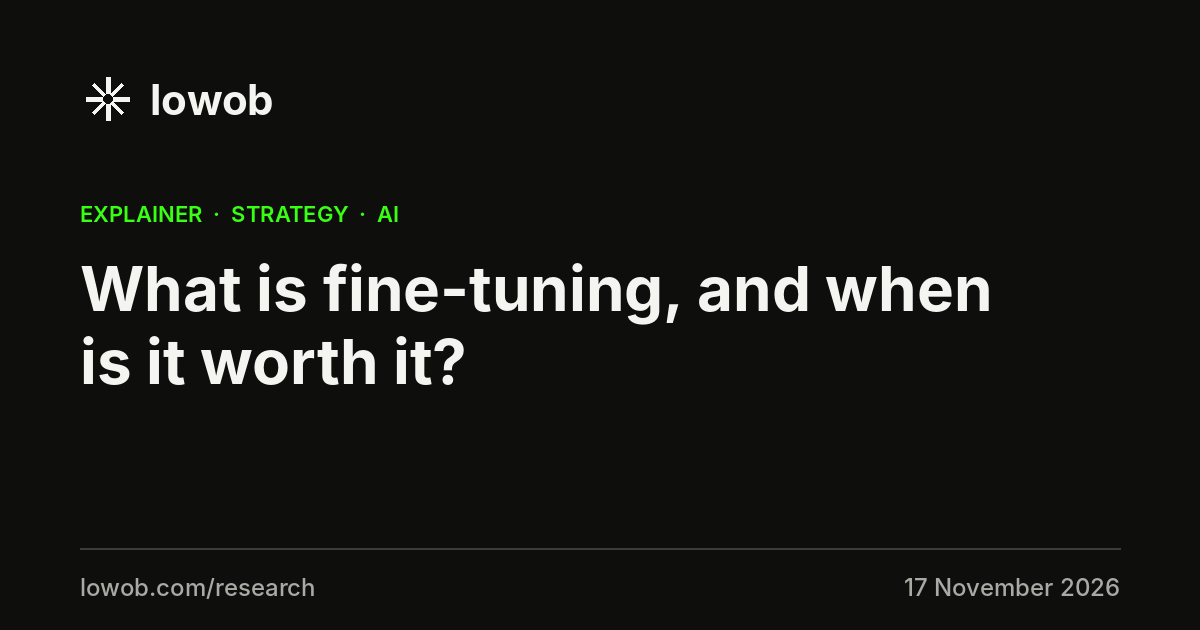 lowob
EXPLAINER · STRATEGY · AI
What is fine-tuning, and when
is it worth it?
lowob.com/research
17 November 2026